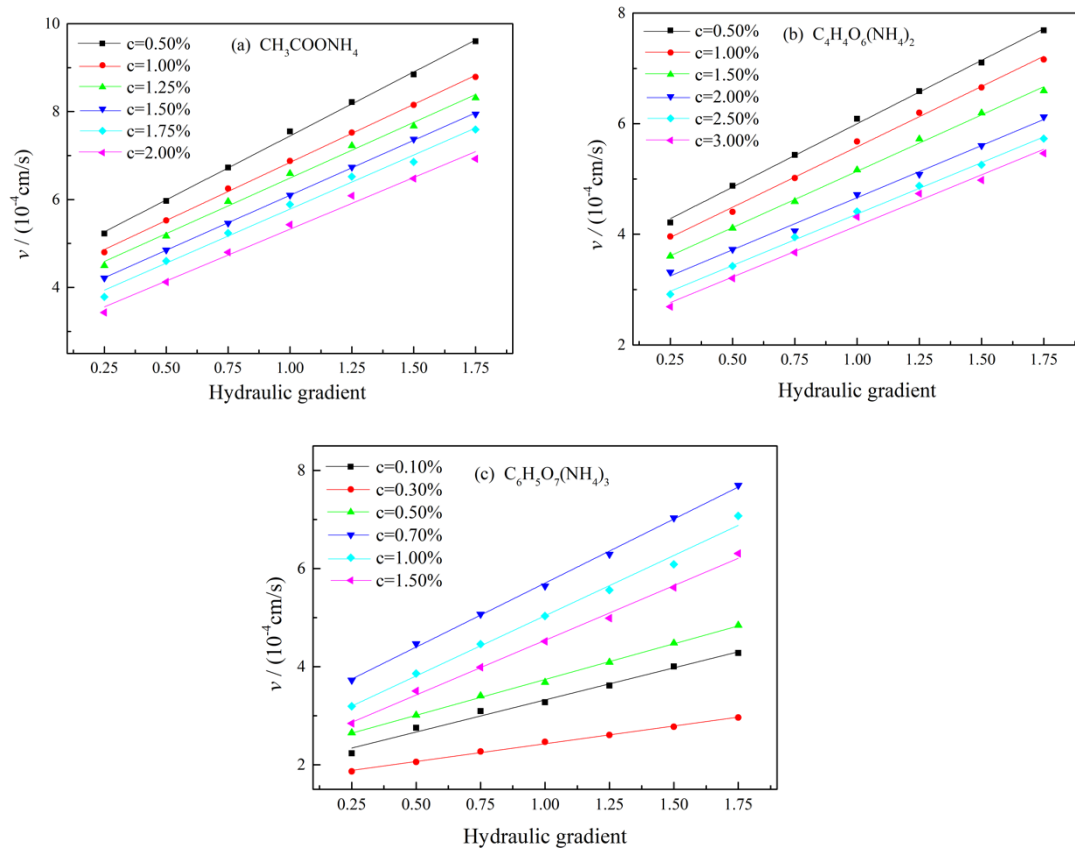 (a) CH₃COONH₄
c=0.50%
c=1.00%
c=1.25%
c=1.50%
c=1.75%
c=2.00%
10
8
6
4
v / (10⁻⁴cm/s)
0.25 0.50 0.75 1.00 1.25 1.50 1.75
Hydraulic gradient
(b) C₄H₄O₆(NH₄)₂
c=0.50%
c=1.00%
c=1.50%
c=2.00%
c=2.50%
c=3.00%
8
6
4
2
v / (10⁻⁴cm/s)
0.25 0.50 0.75 1.00 1.25 1.50 1.75
Hydraulic gradient
(c) C₆H₅O₇(NH₄)₃
c=0.10%
c=0.30%
c=0.50%
c=0.70%
c=1.00%
c=1.50%
8
6
4
2
v / (10⁻⁴cm/s)
0.25 0.50 0.75 1.00 1.25 1.50 1.75
Hydraulic gradient